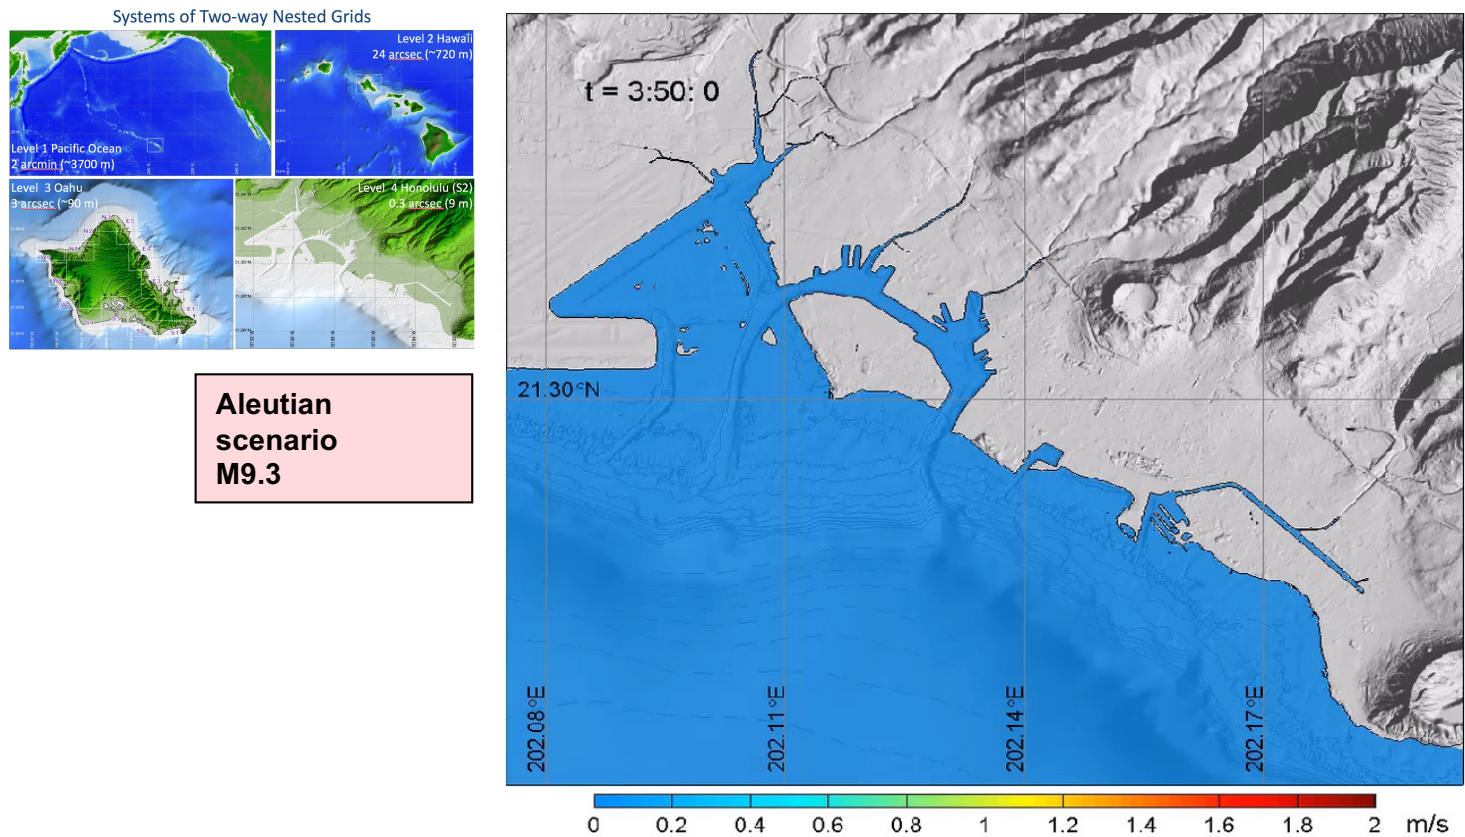 Systems of Two-way Nested Grids
Level 2 Hawaii
24 arcsec (~720 m)
Level 1 Pacific Ocean
2 arcmin (~3700 m)
Level 3 Oahu
3 arcsec (~90 m)
Level 4 Honolulu (S2)
0.3 arcsec (9 m)
Aleutian
scenario
M9.3
t = 3:50: 0
21.30°N
202.08°E
202.11°E
202.14°E
202.17°E
0 0.2 0.4 0.6 0.8 1 1.2 1.4 1.6 1.8 2 m/s